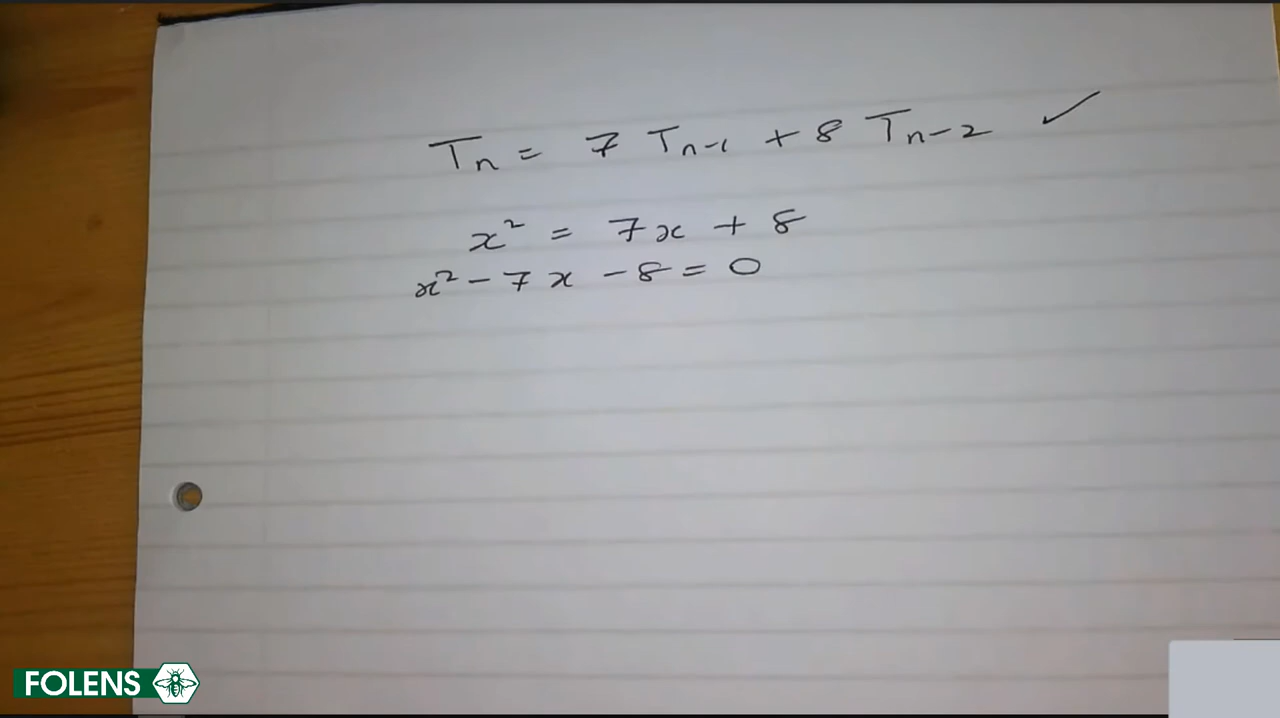 Tn = 7 Tn-1 + 8 Tn-2 ✓
x² = 7x + 8
x² - 7x - 8 = 0
FOLENS